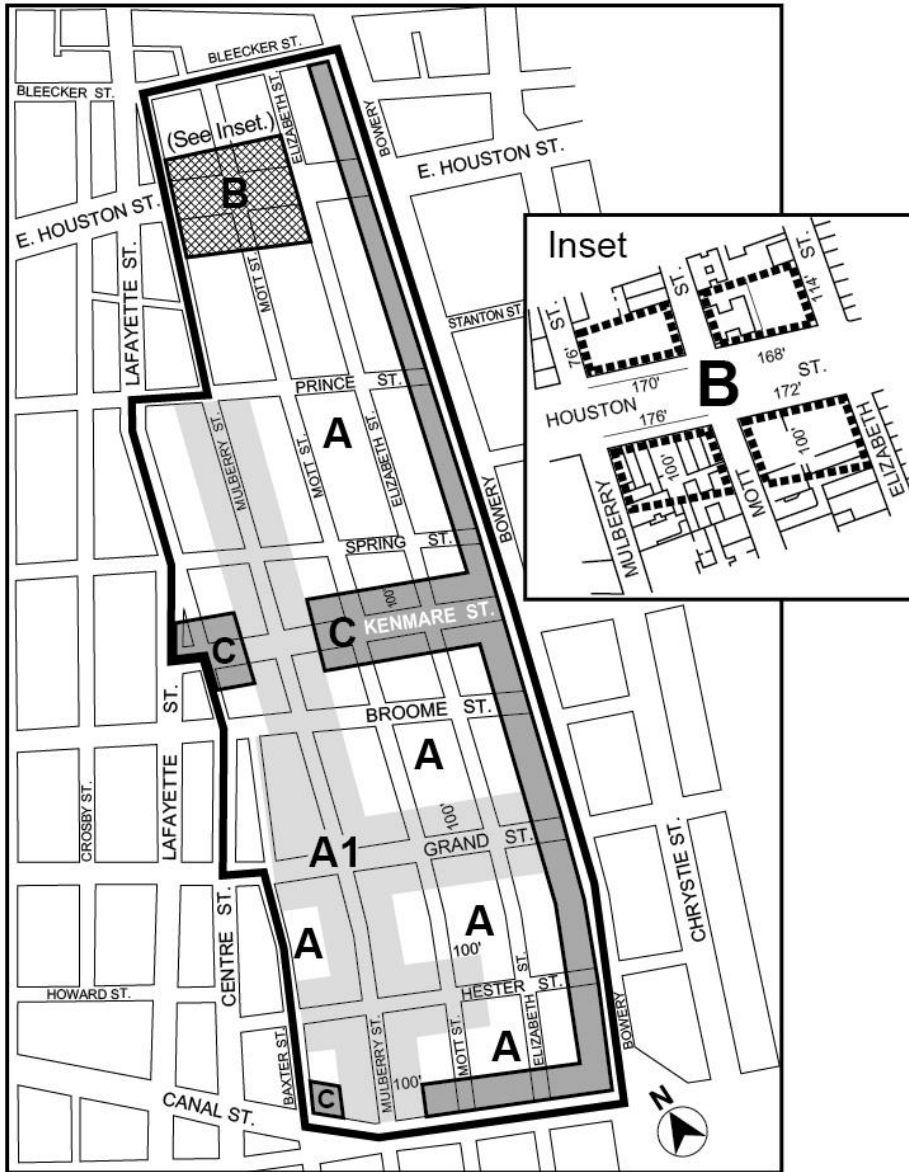 BLEECKER ST.
BLEECKER ST.
ELIZABETH ST.
BOWERY
(See Inset.)
E. HOUSTON ST.
E. HOUSTON ST.
B
LAFAYETTE ST.
MOTT ST.
STANTON ST.
PRINCE ST.
MULBERRY ST.
MOTT ST.
A
ELIZABETH ST.
BOWERY
SPRING ST.
100'
KENMARE ST.
C
C
BROOME ST.
A
CROSBY ST.
LAFAYETTE ST.
100'
GRAND ST.
A1
CHRYSTIE ST.
CENTRE ST.
A
A
100'
HOWARD ST.
HESTER ST.
BAXTER ST.
MULBERRY ST.
MOTT ST.
ELIZABETH ST.
A
BOWERY
100'
C
CANAL ST.
N
Inset
ST.
ST.
ST.
76'
114'
170'
168'
B
HOUSTON ST.
176'
172'
100'
100'
MULBERRY
MOTT
ELIZABETH